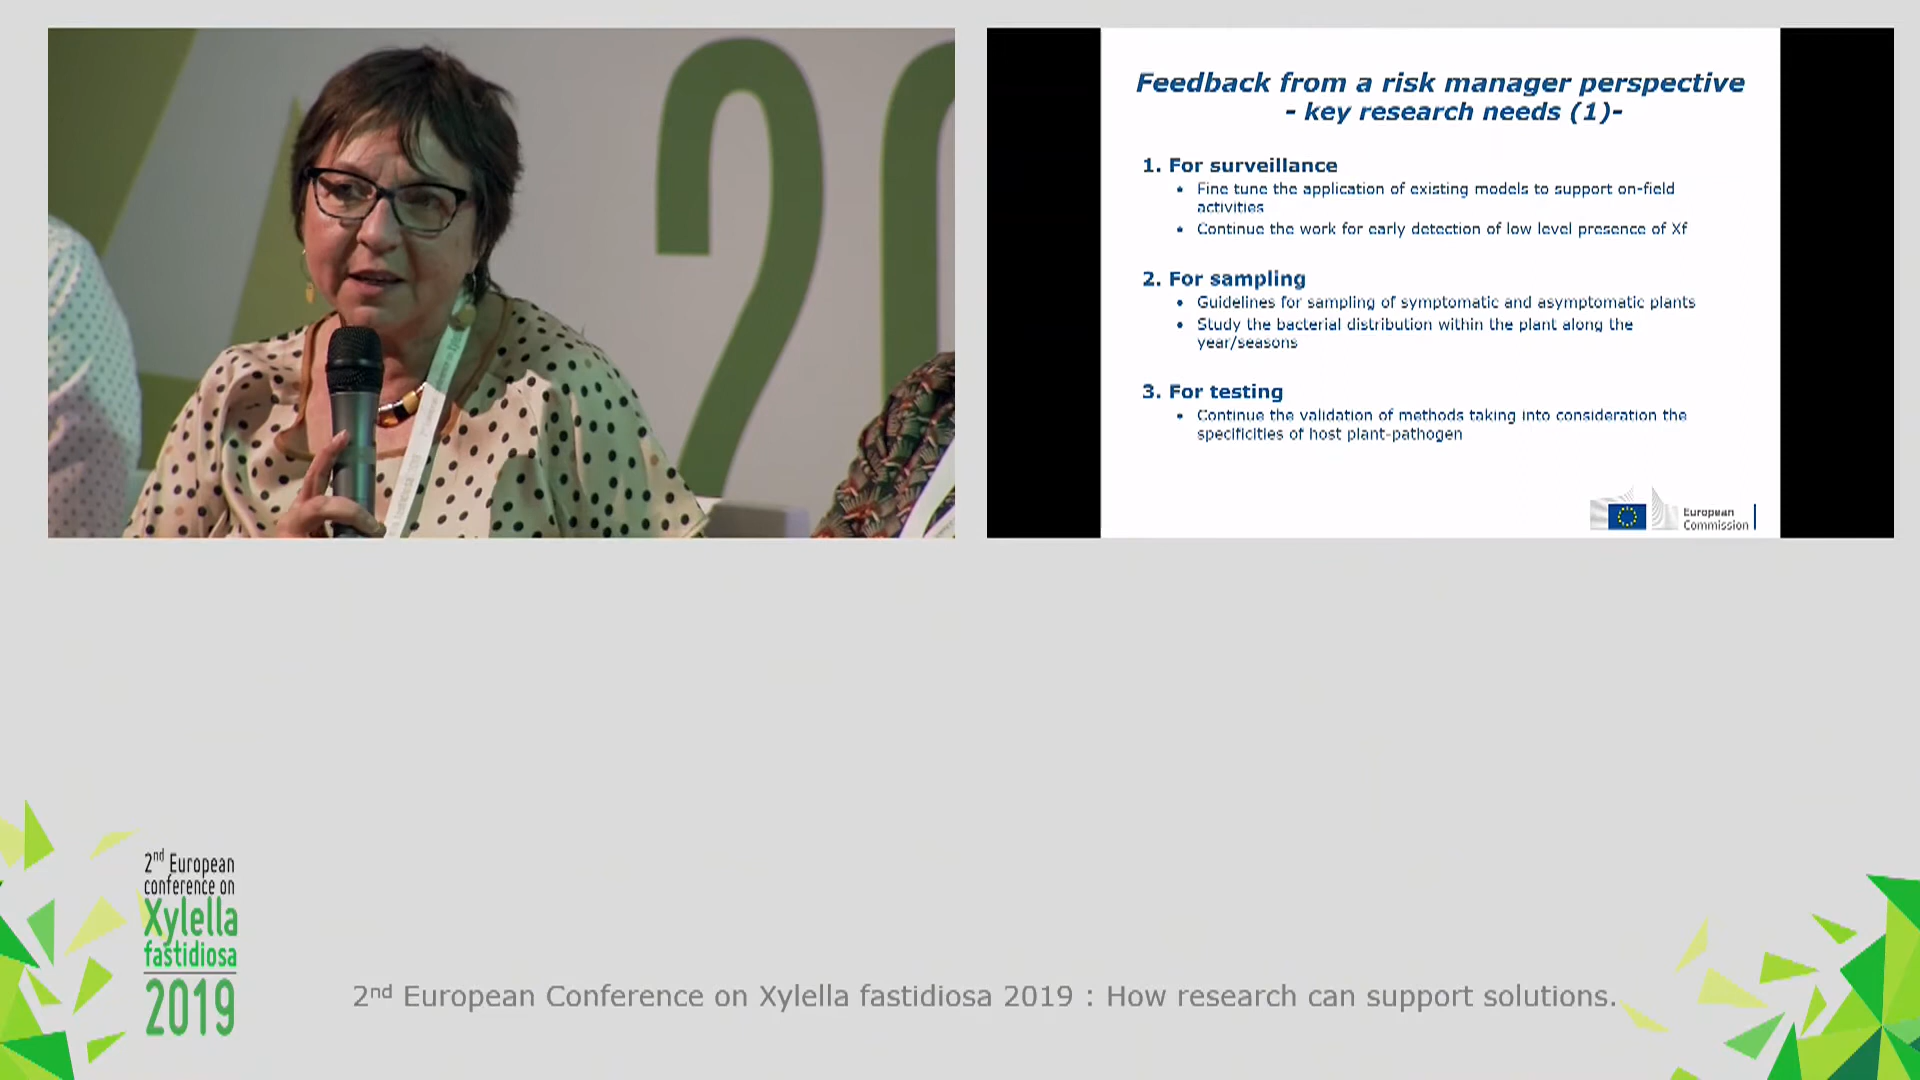 20
Feedback from a risk manager perspective
- key research needs (1)-
1. For surveillance
• Fine tune the application of existing models to support on-field
activities
• Continue the work for early detection of low level presence of Xf
2. For sampling
• Guidelines for sampling of symptomatic and asymptomatic plants
• Study the bacterial distribution within the plant along the
year/seasons
3. For testing
• Continue the validation of methods taking into consideration the
specificities of host plant-pathogen
European
Commission
2nd European
conference on
Xylella
fastidiosa
2019
2nd European Conference on Xylella fastidiosa 2019 : How research can support solutions.